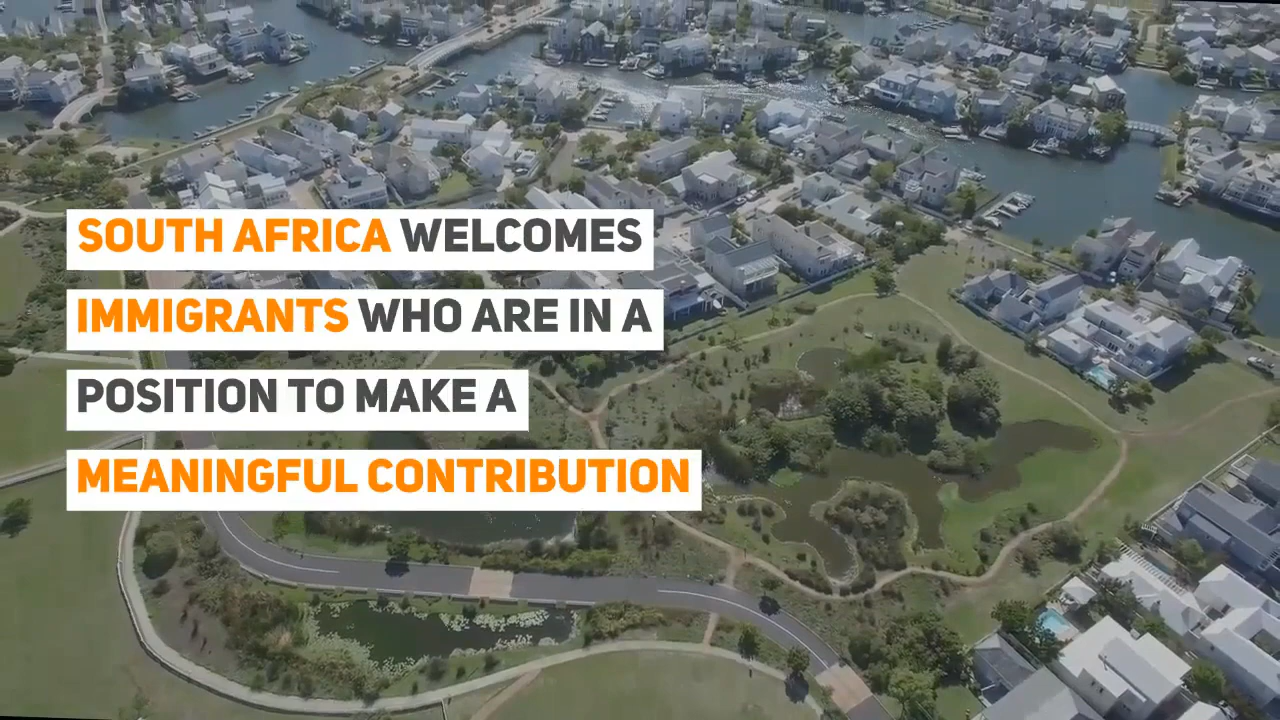 SOUTH AFRICA WELCOMES
IMMIGRANTS WHO ARE IN A
POSITION TO MAKE A
MEANINGFUL CONTRIBUTION